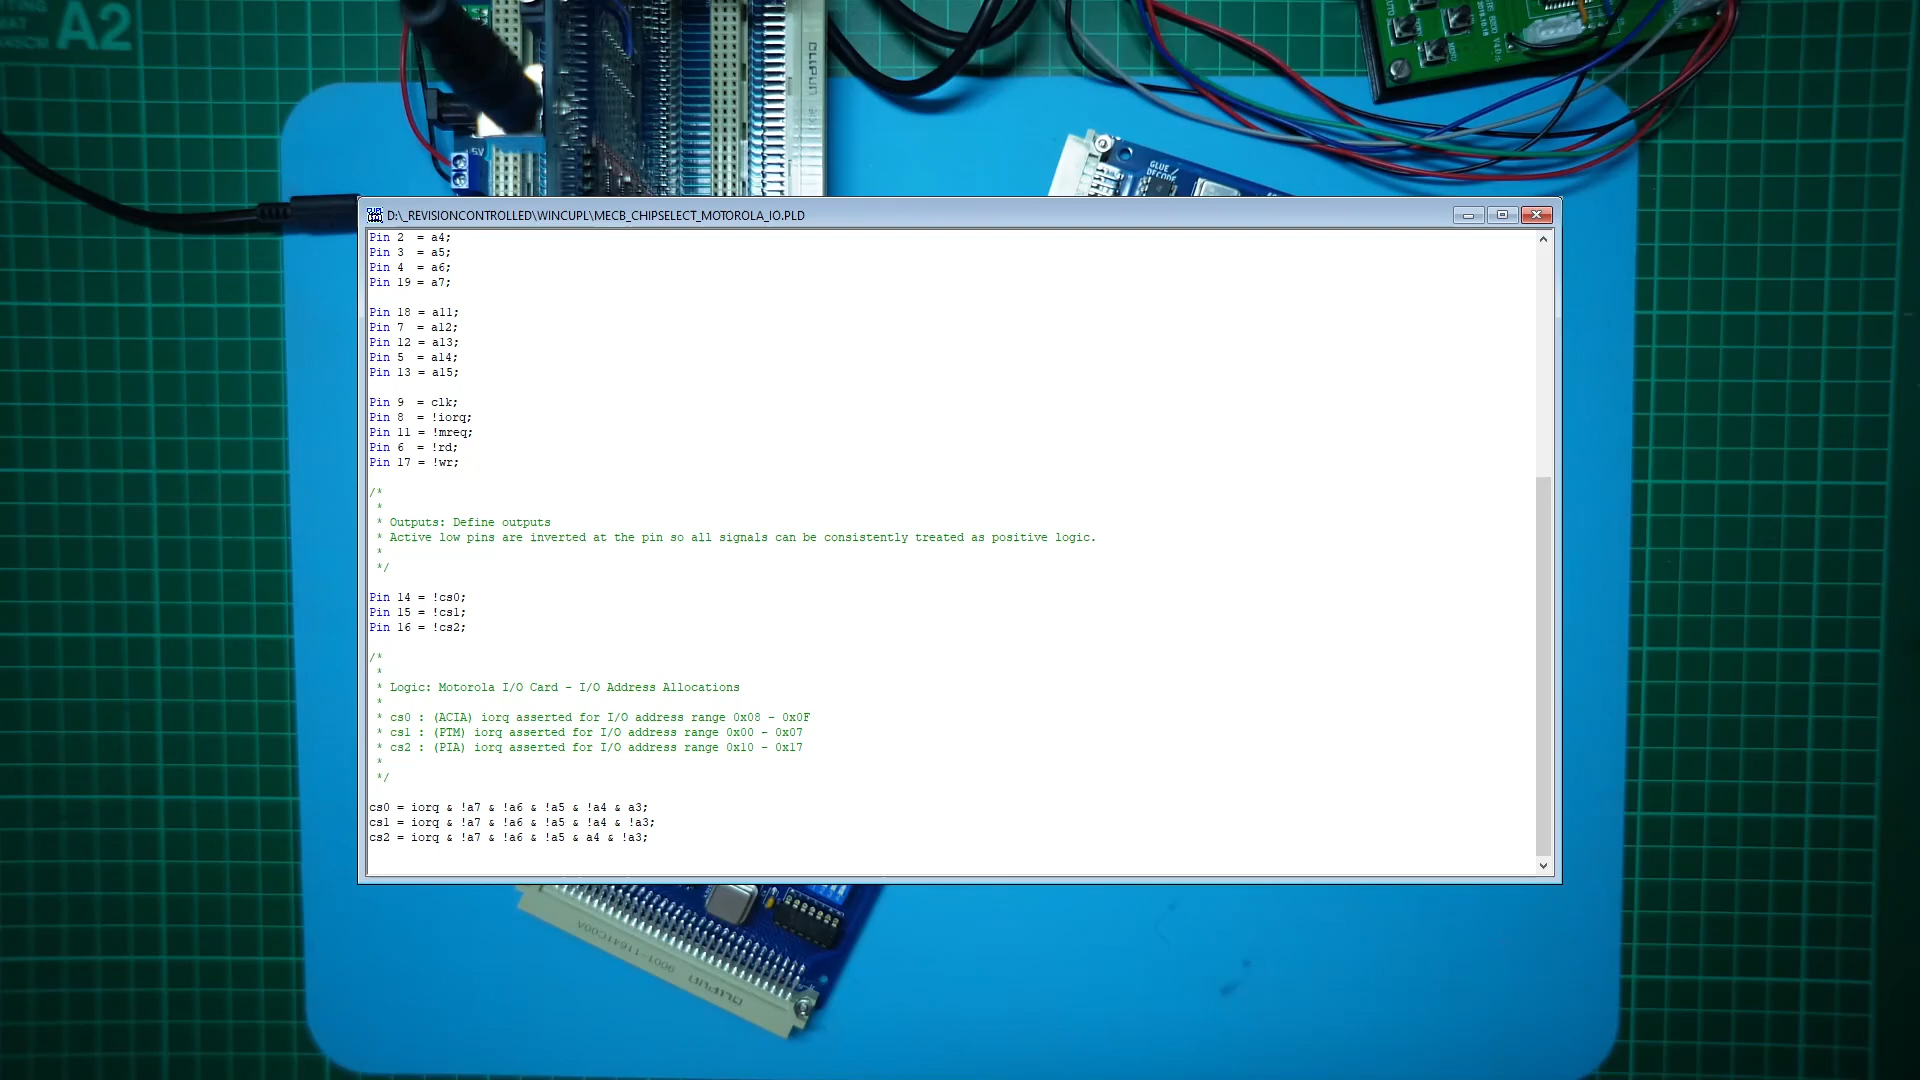 A2
+5V
GLUE/
DECODE
D:\_REVISIONCONTROLLED\WINCUPL\MECB_CHIPSELECT_MOTOROLA_IO.PLD
Pin 2  = a4;
Pin 3  = a5;
Pin 4  = a6;
Pin 19 = a7;
Pin 18 = a11;
Pin 7  = a12;
Pin 12 = a13;
Pin 5  = a14;
Pin 13 = a15;
Pin 9  = clk;
Pin 8  = !iorq;
Pin 11 = !mreq;
Pin 6  = !rd;
Pin 17 = !wr;
/*
*
* Outputs: Define outputs
* Active low pins are inverted at the pin so all signals can be consistently treated as positive logic.
*
*/
Pin 14 = !cs0;
Pin 15 = !cs1;
Pin 16 = !cs2;
/*
*
* Logic: Motorola I/O Card - I/O Address Allocations
*
* cs0 : (ACIA) iorq asserted for I/O address range 0x08 - 0x0F
* cs1 : (PTM) iorq asserted for I/O address range 0x00 - 0x07
* cs2 : (PIA) iorq asserted for I/O address range 0x10 - 0x17
*
*/
cs0 = iorq & !a7 & !a6 & !a5 & !a4 & a3;
cs1 = iorq & !a7 & !a6 & !a5 & !a4 & !a3;
cs2 = iorq & !a7 & !a6 & !a5 & a4 & !a3;
9001-11641C00A